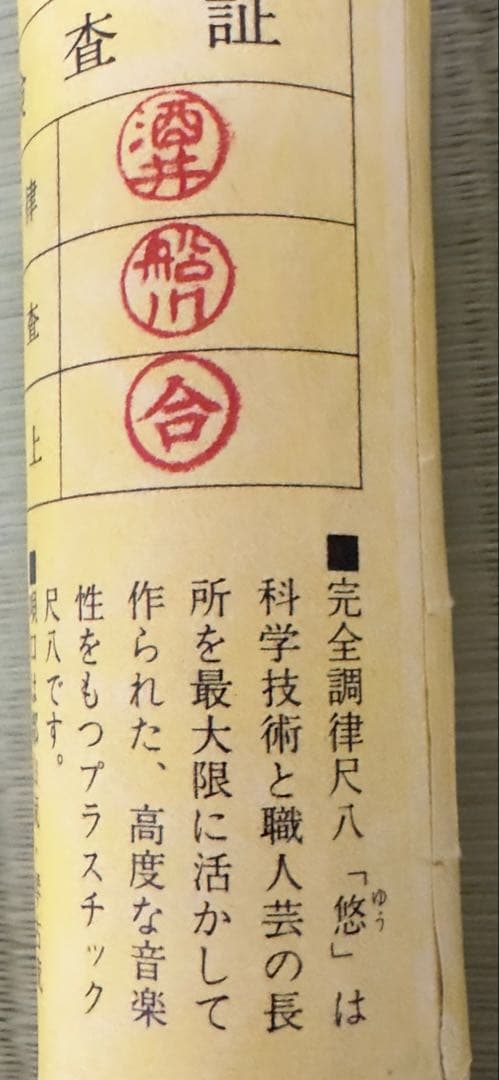 査証
律
酒井
査
船川
上
合
■完全調律尺八「悠」は
ゆう
科学技術と職人芸の長
所を最大限に活かして
作られた、高度な音楽
性をもつプラスチック
尺八です。